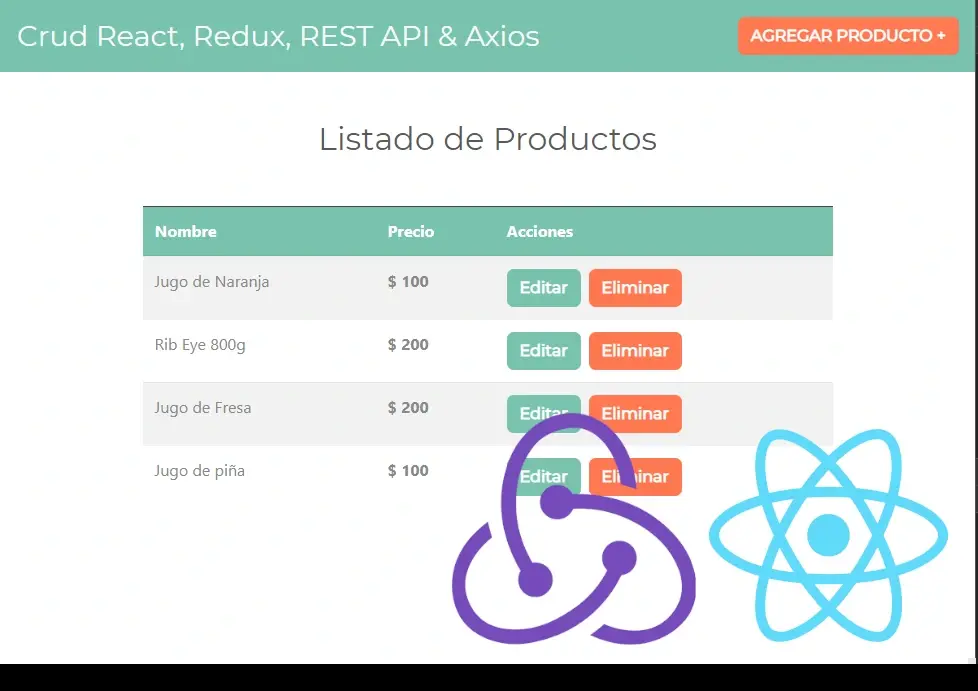 Crud React, Redux, REST API & Axios
AGREGAR PRODUCTO +
Listado de Productos
Nombre Precio Acciones
Jugo de Naranja $ 100 Editar Eliminar
Rib Eye 800g $ 200 Editar Eliminar
Jugo de Fresa $ 200 Editar Eliminar
Jugo de piña $ 100 Editar Eliminar